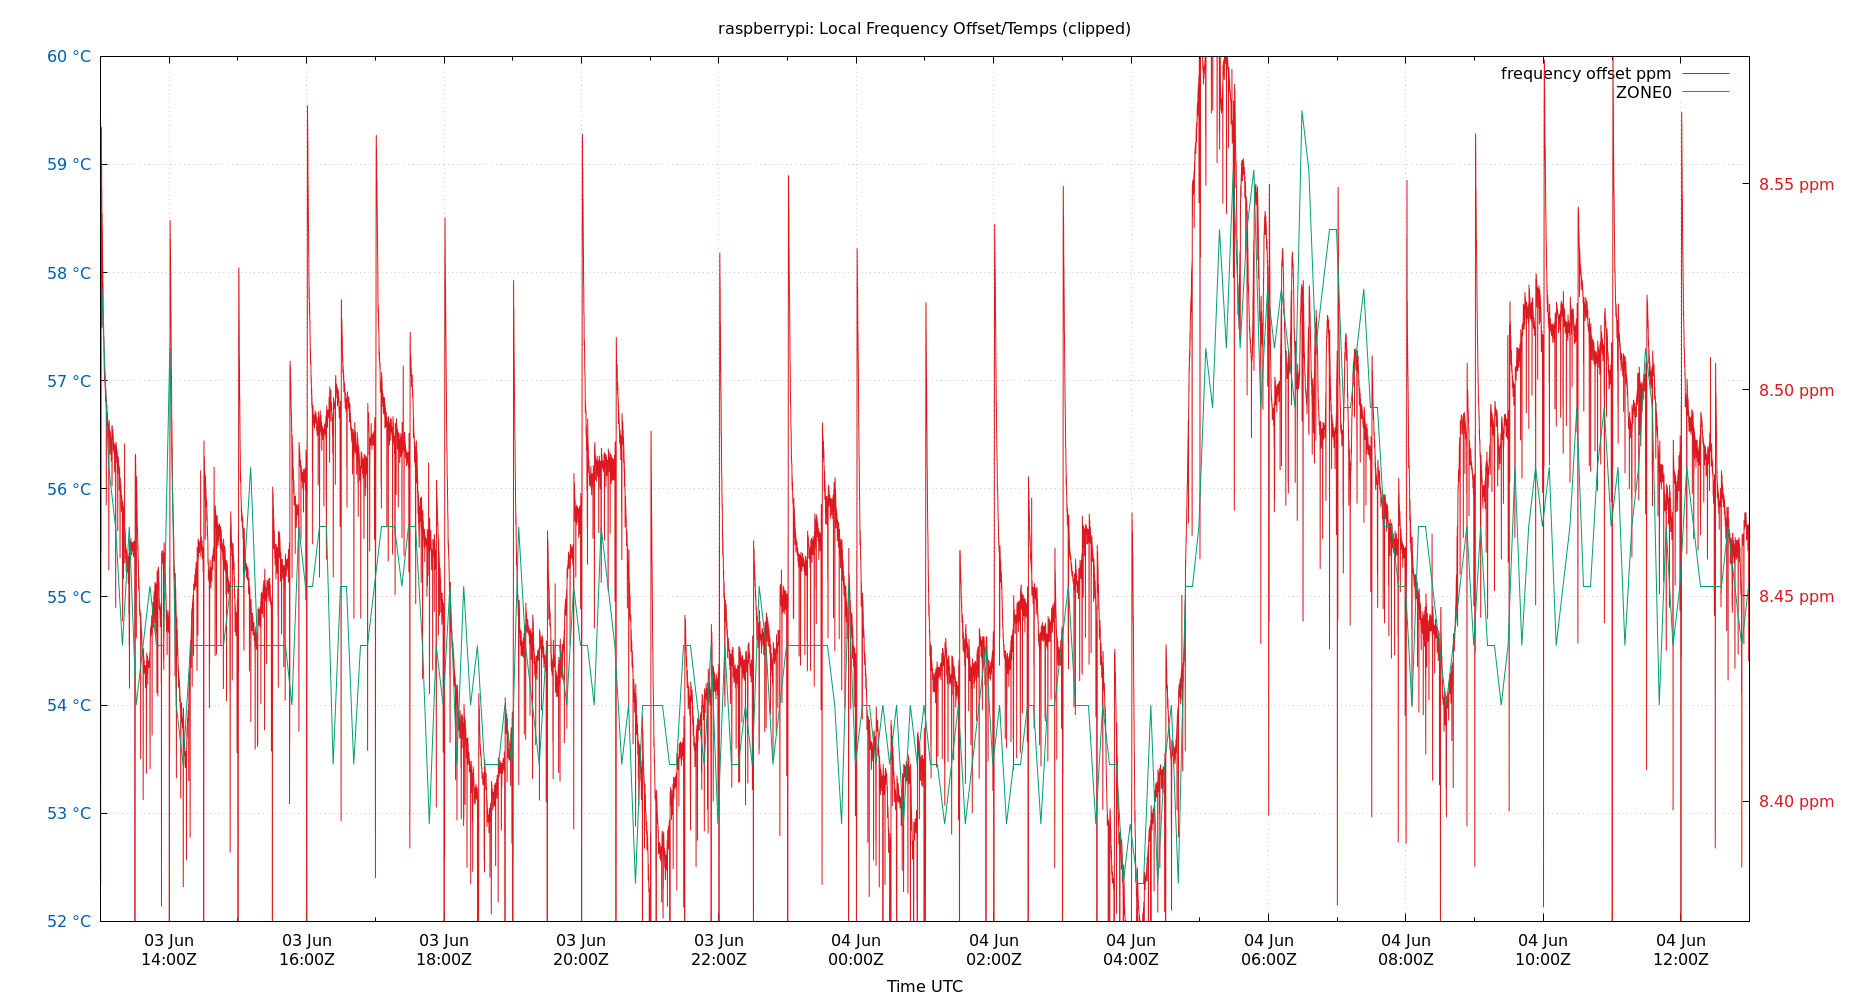 raspberrypi: Local Frequency Offset/Temps (clipped)
60 °C
59 °C
58 °C
57 °C
56 °C
55 °C
54 °C
53 °C
52 °C
frequency offset ppm
ZONE0
8.55 ppm
8.50 ppm
8.45 ppm
8.40 ppm
03 Jun
14:00Z
03 Jun
16:00Z
03 Jun
18:00Z
03 Jun
20:00Z
03 Jun
22:00Z
04 Jun
00:00Z
04 Jun
02:00Z
04 Jun
04:00Z
04 Jun
06:00Z
04 Jun
08:00Z
04 Jun
10:00Z
04 Jun
12:00Z
Time UTC